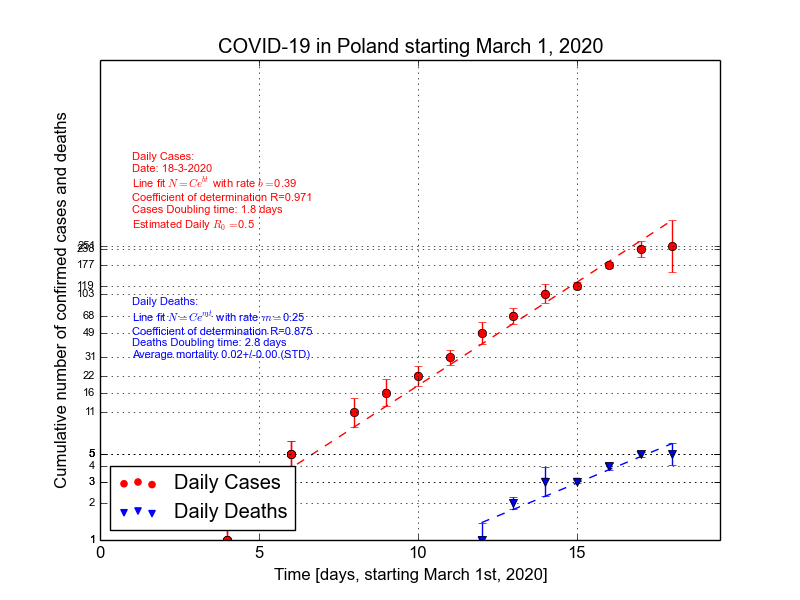 COVID-19 in Poland starting March 1, 2020
Cumulative number of confirmed cases and deaths
Daily Cases:
Date: 18-3-2020
Line fit N=Ce^{bt} with rate b=0.39
Coefficient of determination R=0.971
Cases Doubling time: 1.8 days
Estimated Daily R_0=0.5
251
238
177
119
103
Daily Deaths:
Line fit N=Ce^{mt} with rate m=0.25
Coefficient of determination R=0.875
Deaths Doubling time: 2.8 days
Average mortality 0.02+/-0.00 (STD)
68
49
31
22
16
11
5
4
3
2
1
Daily Cases
Daily Deaths
0 5 10 15
Time [days, starting March 1st, 2020]